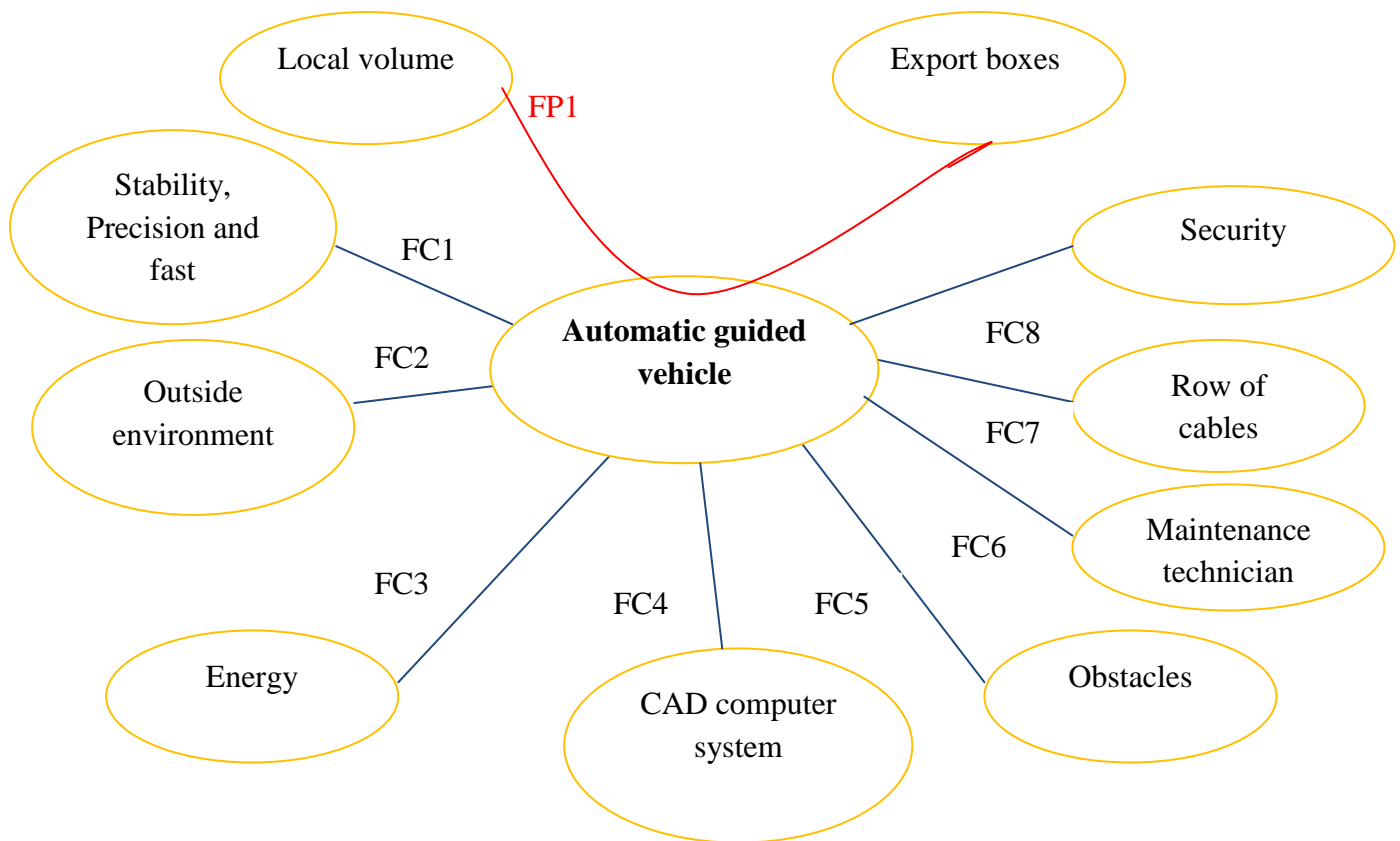 Local volume
Export boxes
FP1
Stability,
Precision and
fast
Security
FC1
Automatic guided
vehicle
FC8
FC2
Outside
environment
Row of
cables
FC7
Maintenance
technician
FC6
FC3
FC4
FC5
Energy
CAD computer
system
Obstacles